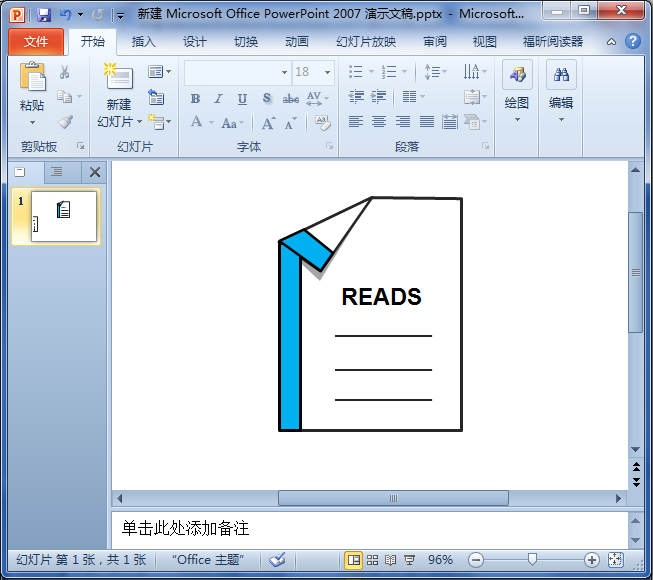 新建 Microsoft Office PowerPoint 2007 演示文稿.pptx - Microsoft...
文件 开始 插入 设计 切换 动画 幻灯片放映 审阅 视图 福昕阅读器
粘贴
剪贴板
新建
幻灯片
幻灯片
18
B I U S abc AV
A Aa A A
字体
段落
绘图
编辑
1
READS
单击此处添加备注
幻灯片 第 1 张，共 1 张 “Office 主题” 96%